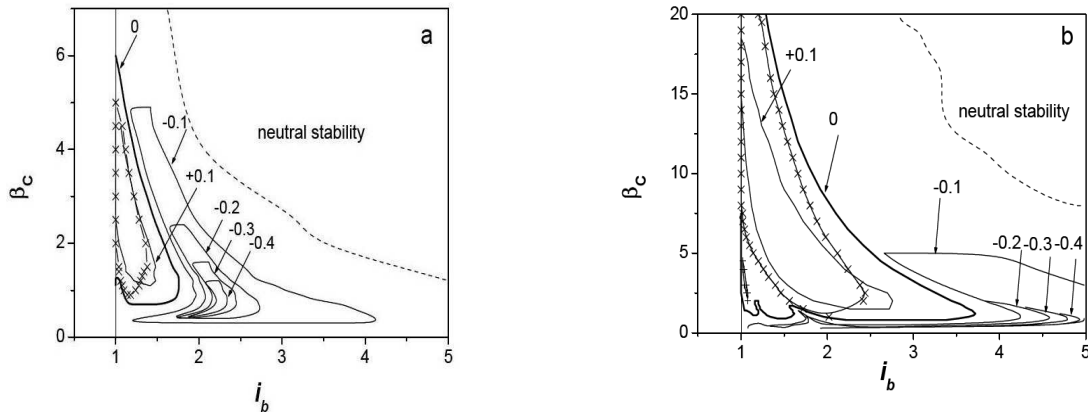 a
0
-0.1
neutral stability
+0.1
-0.2
-0.3
-0.4
6
4
2
0
β_C
1 2 3 4 5
i_b
b
+0.1
0
neutral stability
-0.1
-0.2 -0.3 -0.4
20
15
10
5
0
β_C
1 2 3 4 5
i_b